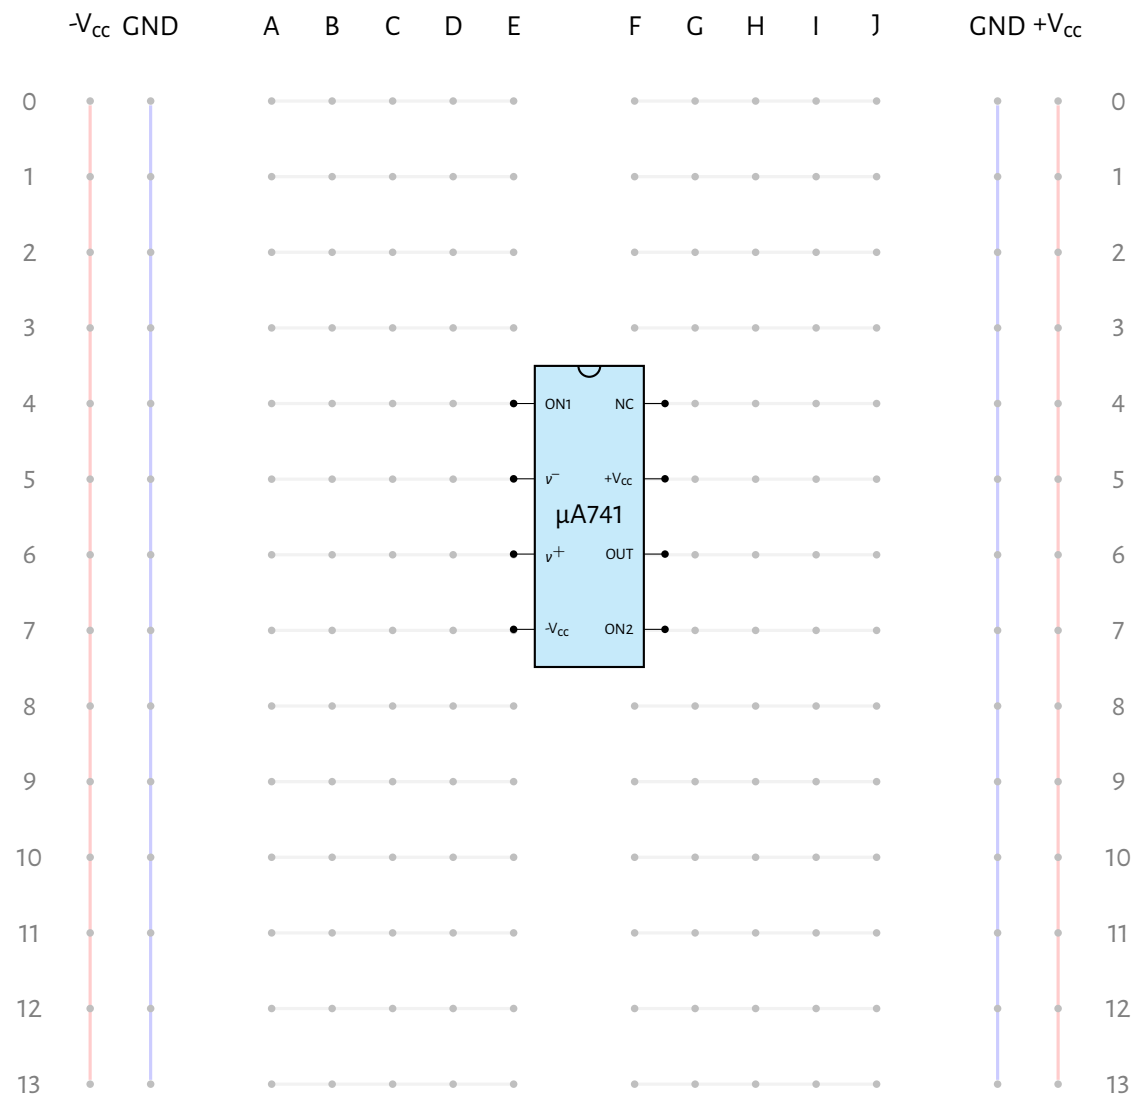 -Vcc GND A B C D E F G H I J GND +Vcc
0 0
1 1
2 2
3 3
4 ON1 NC 4
5 v− +Vcc 5
μA741
6 v+ OUT 6
7 -Vcc ON2 7
8 8
9 9
10 10
11 11
12 12
13 13